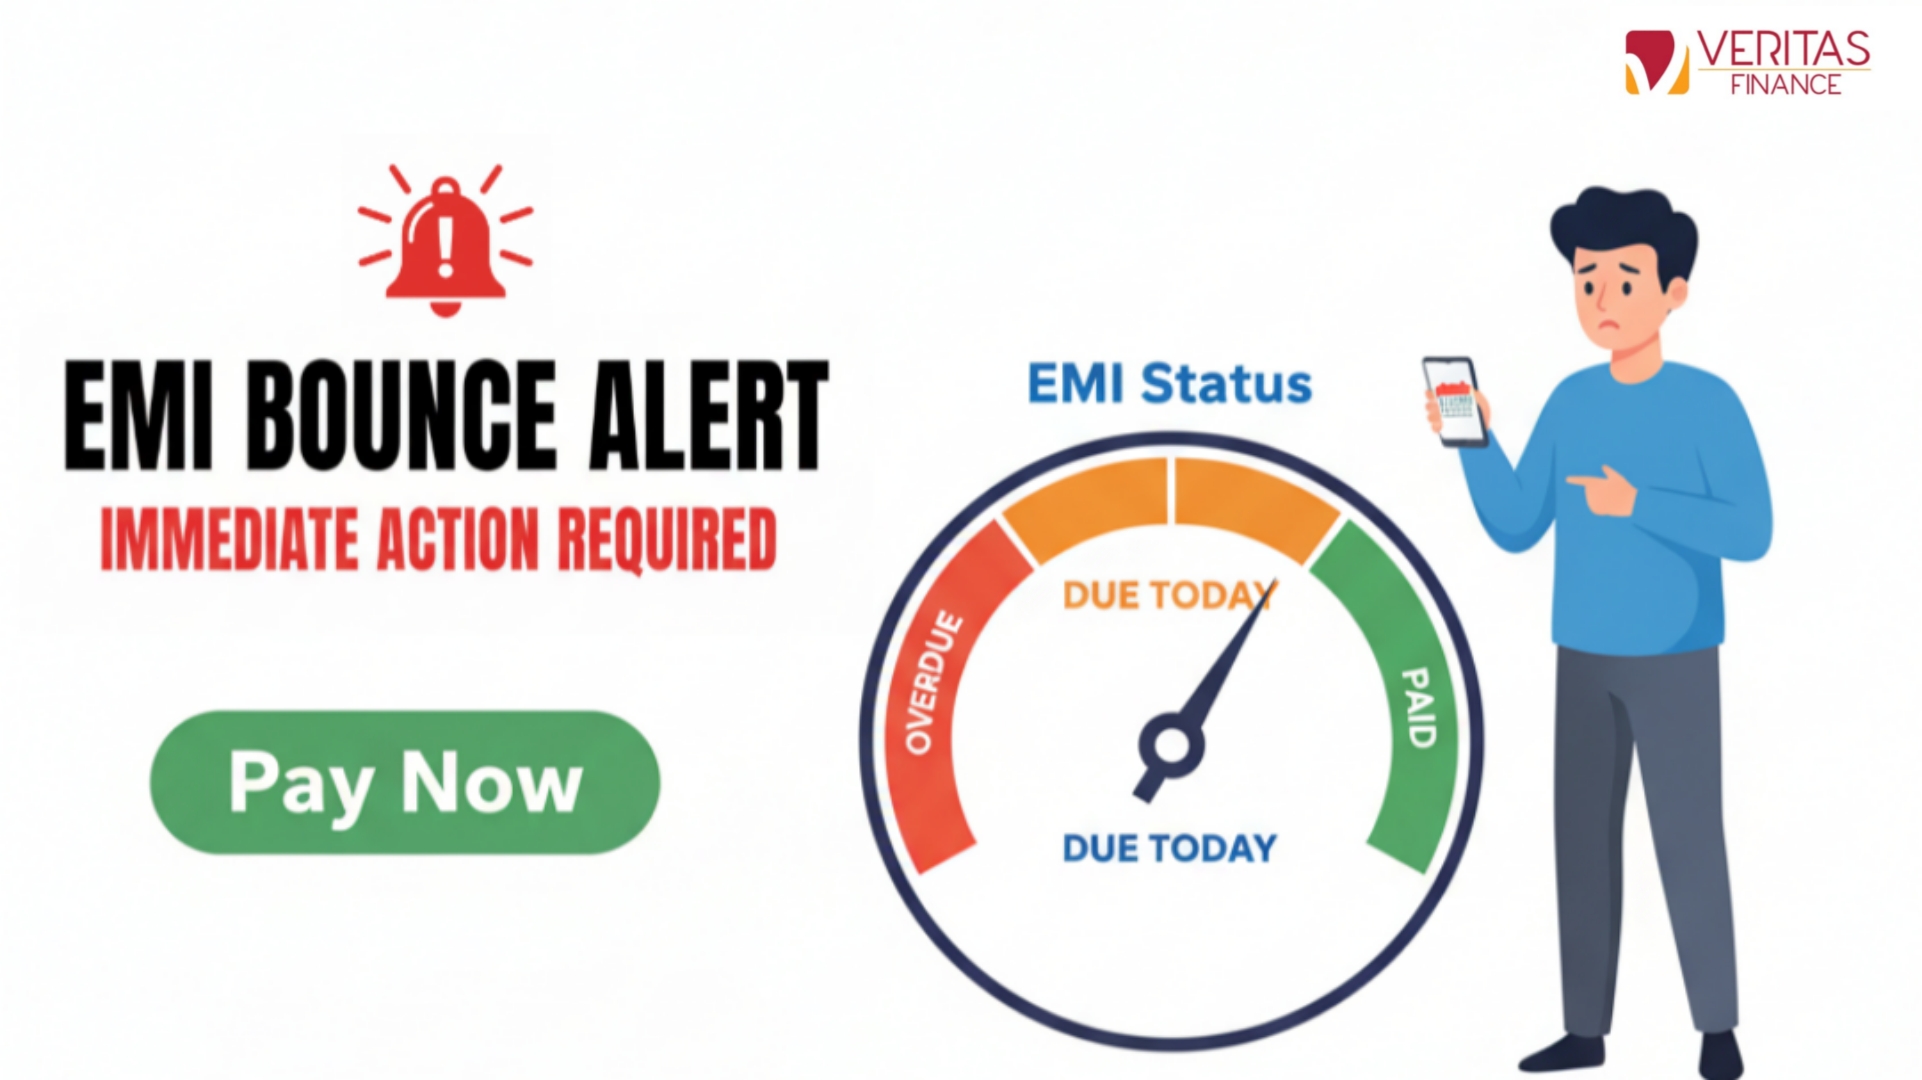 VERITAS
FINANCE
EMI BOUNCE ALERT
IMMEDIATE ACTION REQUIRED
Pay Now
EMI Status
OVERDUE
DUE TODAY
PAID
DUE TODAY